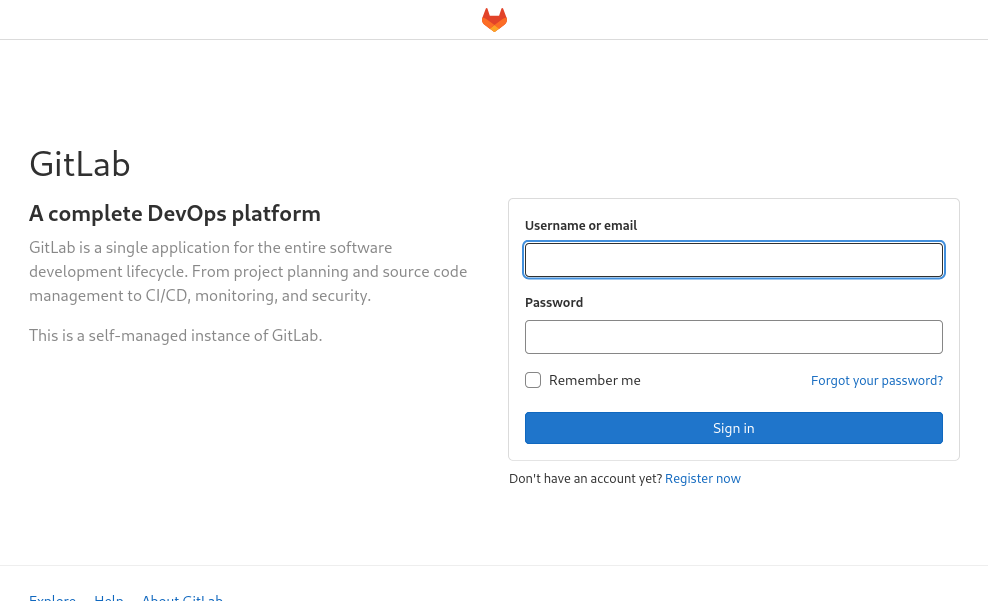 GitLab
A complete DevOps platform
GitLab is a single application for the entire software
development lifecycle. From project planning and source code
management to CI/CD, monitoring, and security.
This is a self-managed instance of GitLab.
Username or email
Password
Remember me
Forgot your password?
Sign in
Don't have an account yet? Register now
Explore
Help
About GitLab